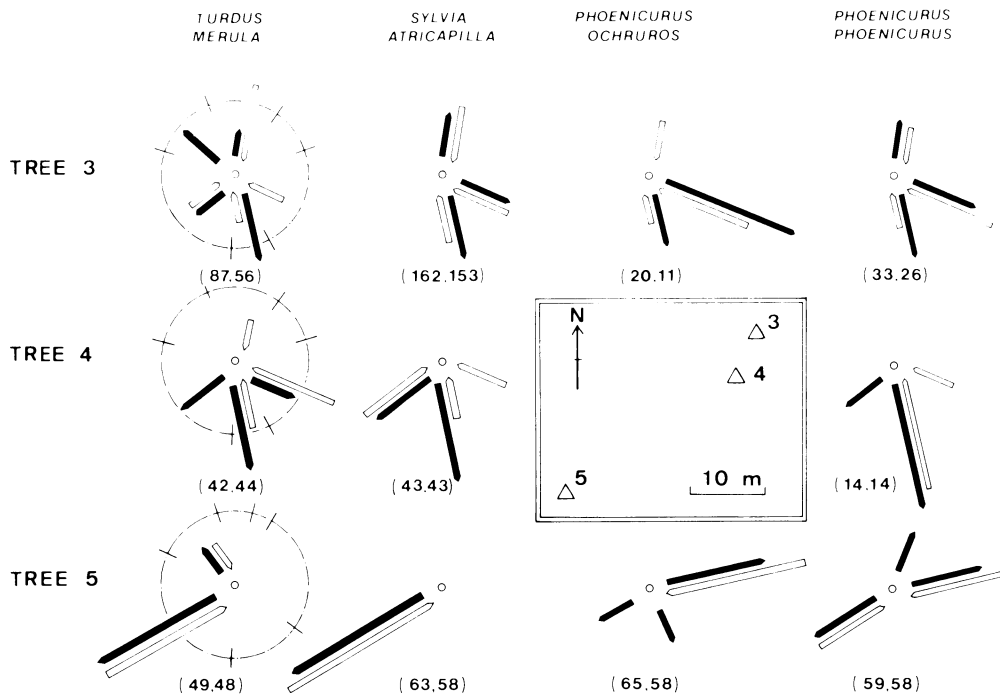 TURDUS MERULA
SYLVIA ATRICAPILLA
PHOENICURUS OCHRUROS
PHOENICURUS PHOENICURUS
TREE 3
(87.56)
(162.153)
(20.11)
(33.26)
TREE 4
(42.44)
(43.43)
N
3
4
5
10 m
(14.14)
TREE 5
(49,48)
(63,58)
(65,58)
(59,58)